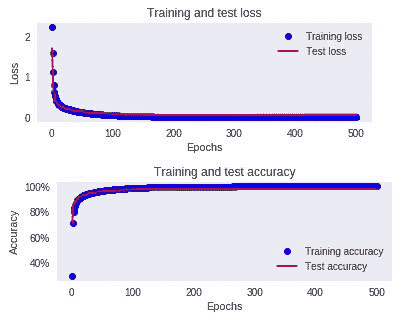 Training and test loss
2
1
0
Loss
Training loss
Test loss
0 100 200 300 400 500
Epochs
Training and test accuracy
100%
80%
60%
40%
Accuracy
Training accuracy
Test accuracy
0 100 200 300 400 500
Epochs